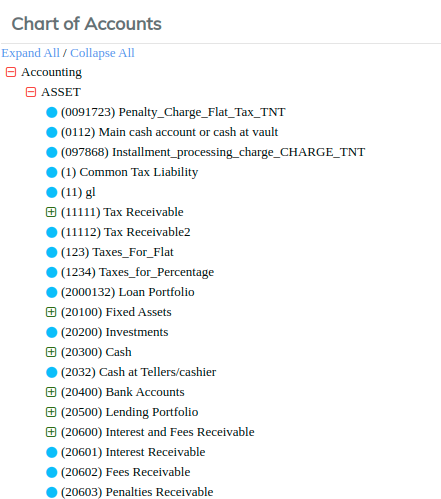 Chart of Accounts
Expand All / Collapse All
Accounting
ASSET
(0091723) Penalty_Charge_Flat_Tax_TNT
(0112) Main cash account or cash at vault
(097868) Installment_processing_charge_CHARGE_TNT
(1) Common Tax Liability
(11) gl
(11111) Tax Receivable
(11112) Tax Receivable2
(123) Taxes_For_Flat
(1234) Taxes_for_Percentage
(2000132) Loan Portfolio
(20100) Fixed Assets
(20200) Investments
(20300) Cash
(2032) Cash at Tellers/cashier
(20400) Bank Accounts
(20500) Lending Portfolio
(20600) Interest and Fees Receivable
(20601) Interest Receivable
(20602) Fees Receivable
(20603) Penalties Receivable